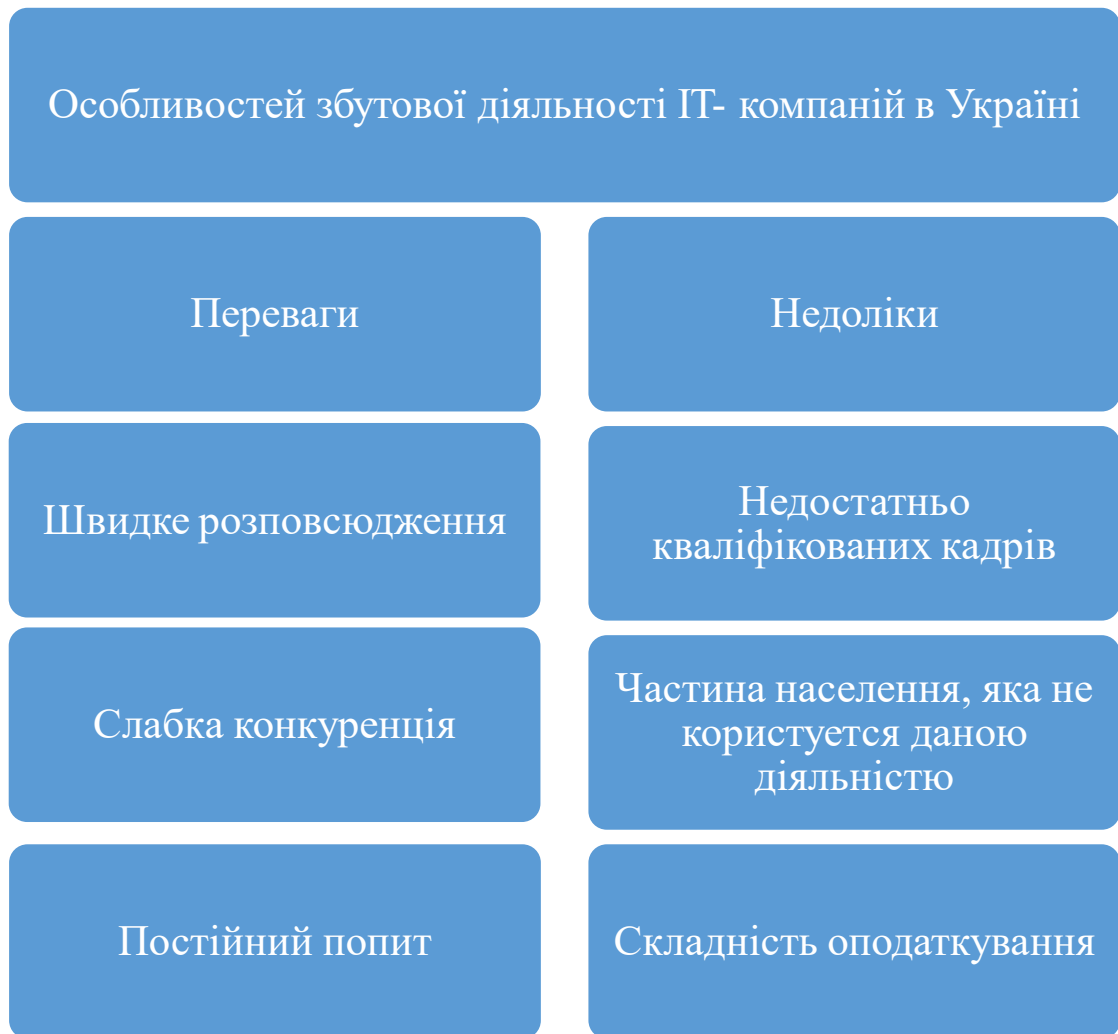 Особливостей збутової діяльності ІТ- компаній в Україні
Переваги
Недоліки
Швидке розповсюдження
Недостатньо
кваліфікованих кадрів
Слабка конкуренція
Частина населення, яка не
користуется даною
діяльністю
Постійний попит
Складність оподаткування